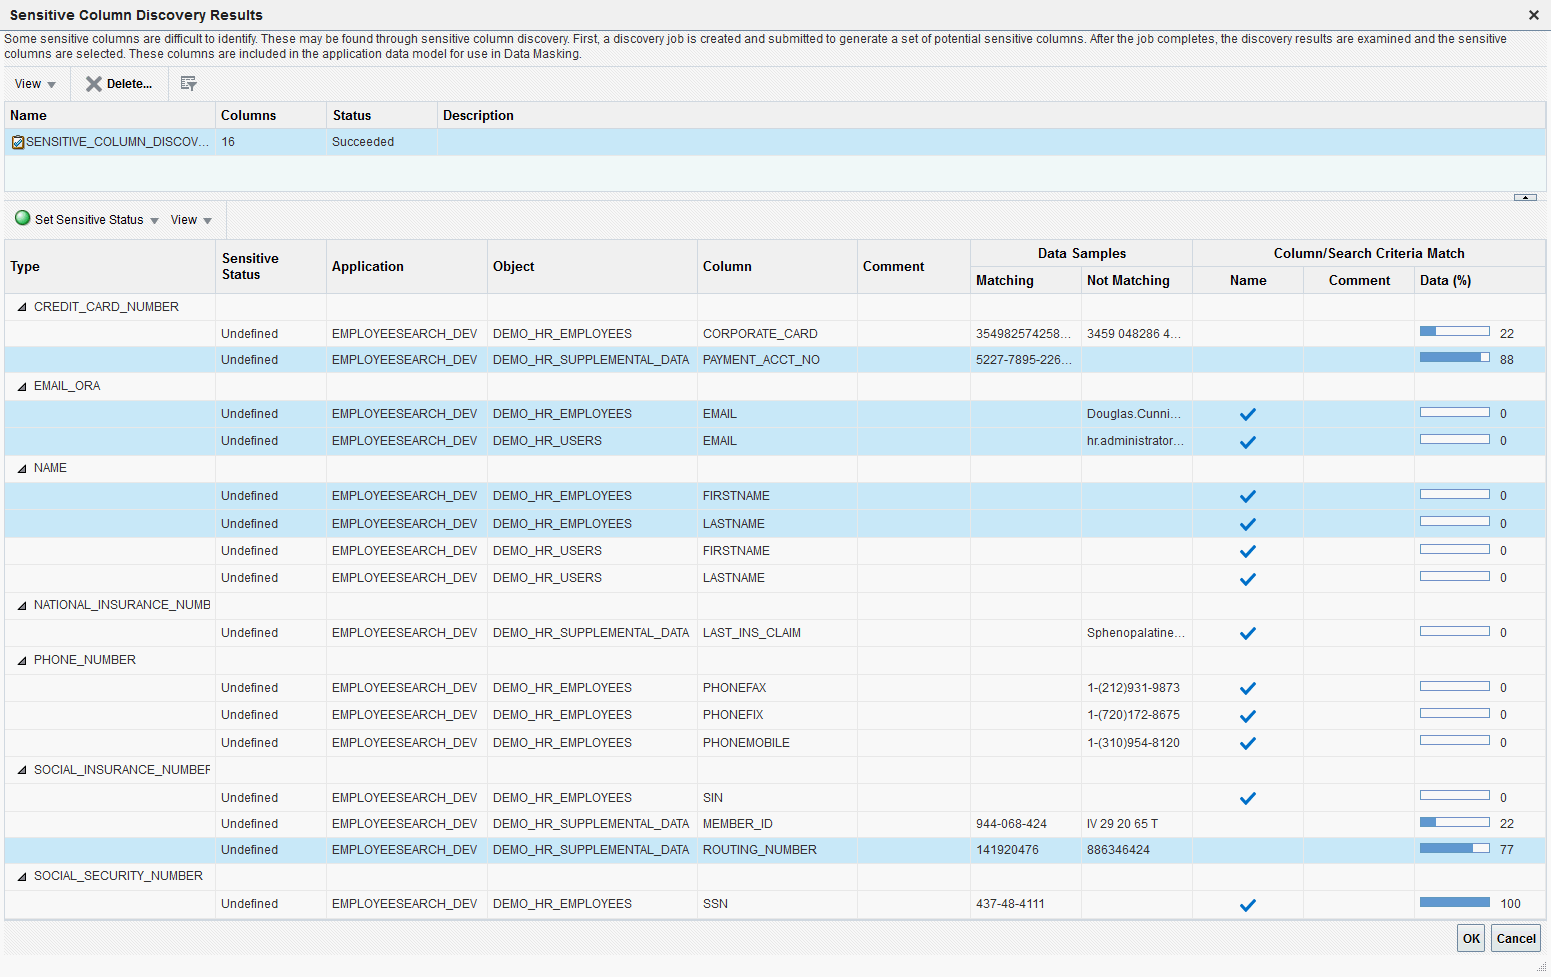 Sensitive Column Discovery Results
Some sensitive columns are difficult to identify. These may be found through sensitive column discovery. First, a discovery job is created and submitted to generate a set of potential sensitive columns. After the job completes, the discovery results are examined and the sensitive
columns are selected. These columns are included in the application data model for use in Data Masking.
View Delete...
Name Columns Status Description
SENSITIVE_COLUMN_DISCOV... 16 Succeeded
Set Sensitive Status View
Type Sensitive Status Application Object Column Comment Data Samples Column/Search Criteria Match
Matching Not Matching Name Comment Data (%)
CREDIT_CARD_NUMBER
Undefined EMPLOYEESEARCH_DEV DEMO_HR_EMPLOYEES CORPORATE_CARD 354982574258... 3459 048286 4... 22
Undefined EMPLOYEESEARCH_DEV DEMO_HR_SUPPLEMENTAL_DATA PAYMENT_ACCT_NO 5227-7895-226... 88
EMAIL_ORA
Undefined EMPLOYEESEARCH_DEV DEMO_HR_EMPLOYEES EMAIL Douglas.Cunni... 0
Undefined EMPLOYEESEARCH_DEV DEMO_HR_USERS EMAIL hr.administrator... 0
NAME
Undefined EMPLOYEESEARCH_DEV DEMO_HR_EMPLOYEES FIRSTNAME 0
Undefined EMPLOYEESEARCH_DEV DEMO_HR_EMPLOYEES LASTNAME 0
Undefined EMPLOYEESEARCH_DEV DEMO_HR_USERS FIRSTNAME 0
Undefined EMPLOYEESEARCH_DEV DEMO_HR_USERS LASTNAME 0
NATIONAL_INSURANCE_NUMB
Undefined EMPLOYEESEARCH_DEV DEMO_HR_SUPPLEMENTAL_DATA LAST_INS_CLAIM Sphenopalatine... 0
PHONE_NUMBER
Undefined EMPLOYEESEARCH_DEV DEMO_HR_EMPLOYEES PHONEFAX 1-(212)931-9873 0
Undefined EMPLOYEESEARCH_DEV DEMO_HR_EMPLOYEES PHONEFIX 1-(720)172-8675 0
Undefined EMPLOYEESEARCH_DEV DEMO_HR_EMPLOYEES PHONEMOBILE 1-(310)954-8120 0
SOCIAL_INSURANCE_NUMBER
Undefined EMPLOYEESEARCH_DEV DEMO_HR_EMPLOYEES SIN 0
Undefined EMPLOYEESEARCH_DEV DEMO_HR_SUPPLEMENTAL_DATA MEMBER_ID 944-068-424 IV 29 20 65 T 22
Undefined EMPLOYEESEARCH_DEV DEMO_HR_SUPPLEMENTAL_DATA ROUTING_NUMBER 141920476 886346424 77
SOCIAL_SECURITY_NUMBER
Undefined EMPLOYEESEARCH_DEV DEMO_HR_EMPLOYEES SSN 437-48-4111 100
OK Cancel